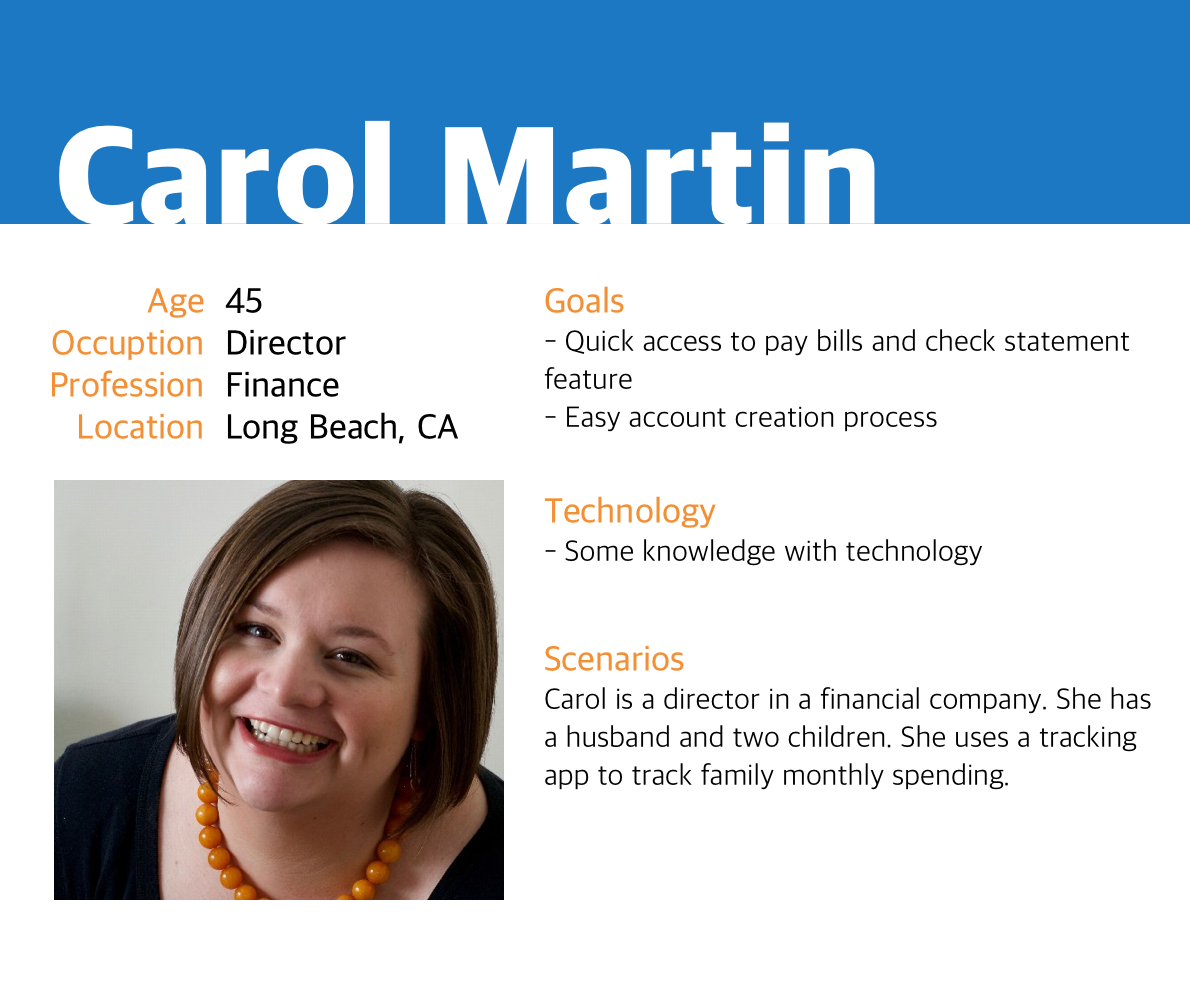 Carol Martin
Age 45
Occuption Director
Profession Finance
Location Long Beach, CA
Goals
- Quick access to pay bills and check statement
feature
- Easy account creation process
Technology
- Some knowledge with technology
Scenarios
Carol is a director in a financial company. She has
a husband and two children. She uses a tracking
app to track family monthly spending.